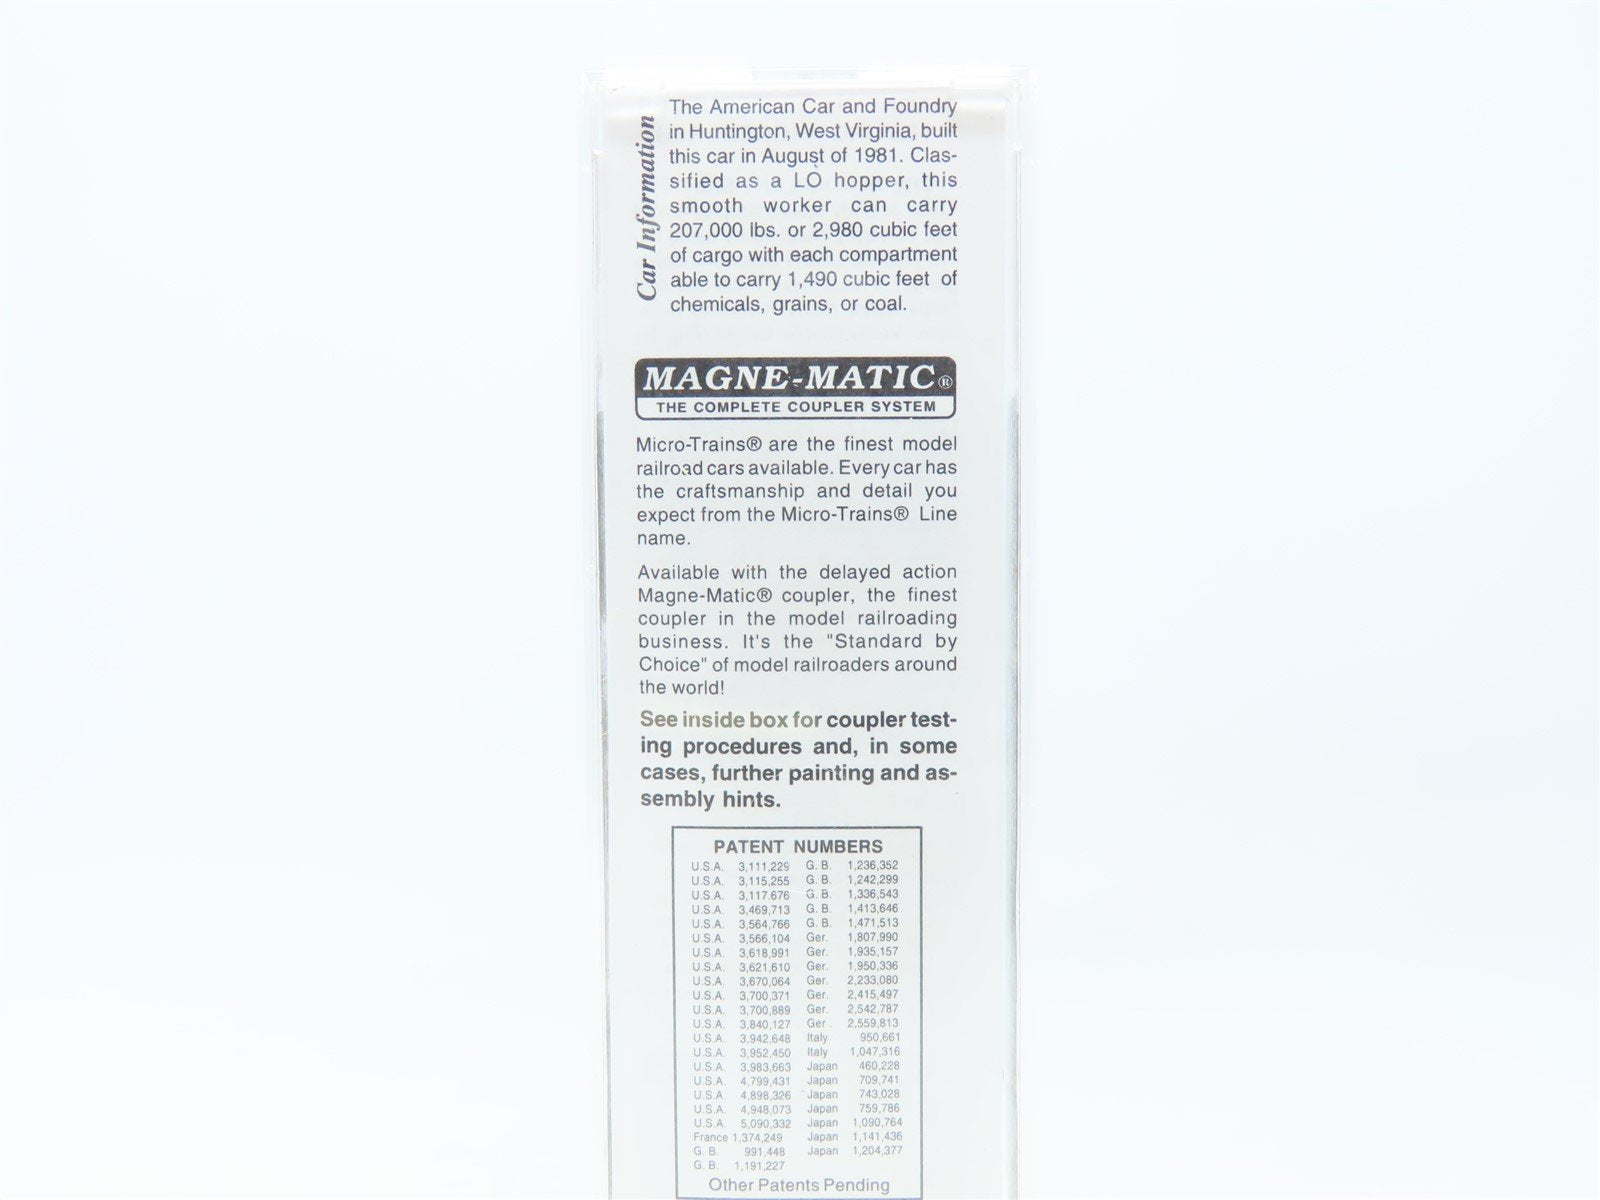 Car Information
The American Car and Foundry
in Huntington, West Virginia, built
this car in August of 1981. Clas-
sified as a LO hopper, this
smooth worker can carry
207,000 lbs. or 2,980 cubic feet
of cargo with each compartment
able to carry 1,490 cubic feet of
chemicals, grains, or coal.
MAGNE-MATIC®
THE COMPLETE COUPLER SYSTEM
Micro-Trains® are the finest model
railroad cars available. Every car has
the craftsmanship and detail you
expect from the Micro-Trains® Line
name.
Available with the delayed action
Magne-Matic® coupler, the finest
coupler in the model railroading
business. It's the "Standard by
Choice" of model railroaders around
the world!
See inside box for coupler test-
ing procedures and, in some
cases, further painting and as-
sembly hints.
PATENT NUMBERS
U.S.A. 3,111,229 G. B. 1,236,352
U.S.A. 3,115,255 G. B. 1,242,299
U.S.A. 3,117.676 G. B. 1,336,543
U.S.A. 3,469,713 G. B. 1,413,646
U.S.A. 3,564,766 G. B. 1,471,513
U.S.A. 3,566,104 Ger. 1,807,990
U.S.A. 3,618,991 Ger. 1,935,157
U.S.A. 3,621,610 Ger. 1,950,336
U.S.A. 3,670,064 Ger. 2,233,080
U.S.A. 3,700,371 Ger. 2,415,497
U.S.A. 3,700,889 Ger. 2,542,787
U.S.A. 3,840,127 Ger . 2,559,813
U.S.A. 3,942,648 Italy 950,661
U.S.A. 3,952,450 Italy 1,047,316
U.S.A. 3,983,663 Japan 460,228
U.S.A. 4,799,431 Japan 709,741
U.S.A. 4,898,326 Japan 743,028
U.S.A. 4,948,073 Japan 759,786
U.S.A. 5,090,332 Japan 1,090,764
France 1,374,249 Japan 1,141,436
G. B. 991,448 Japan 1,204,377
G. B. 1,191,227
Other Patents Pending